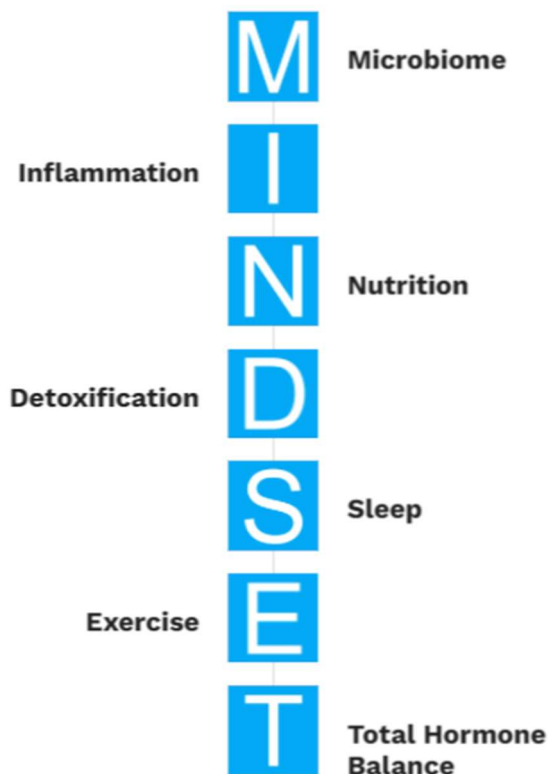 M Microbiome
Inflammation I
N Nutrition
Detoxification D
S Sleep
Exercise E
T Total Hormone
Balance